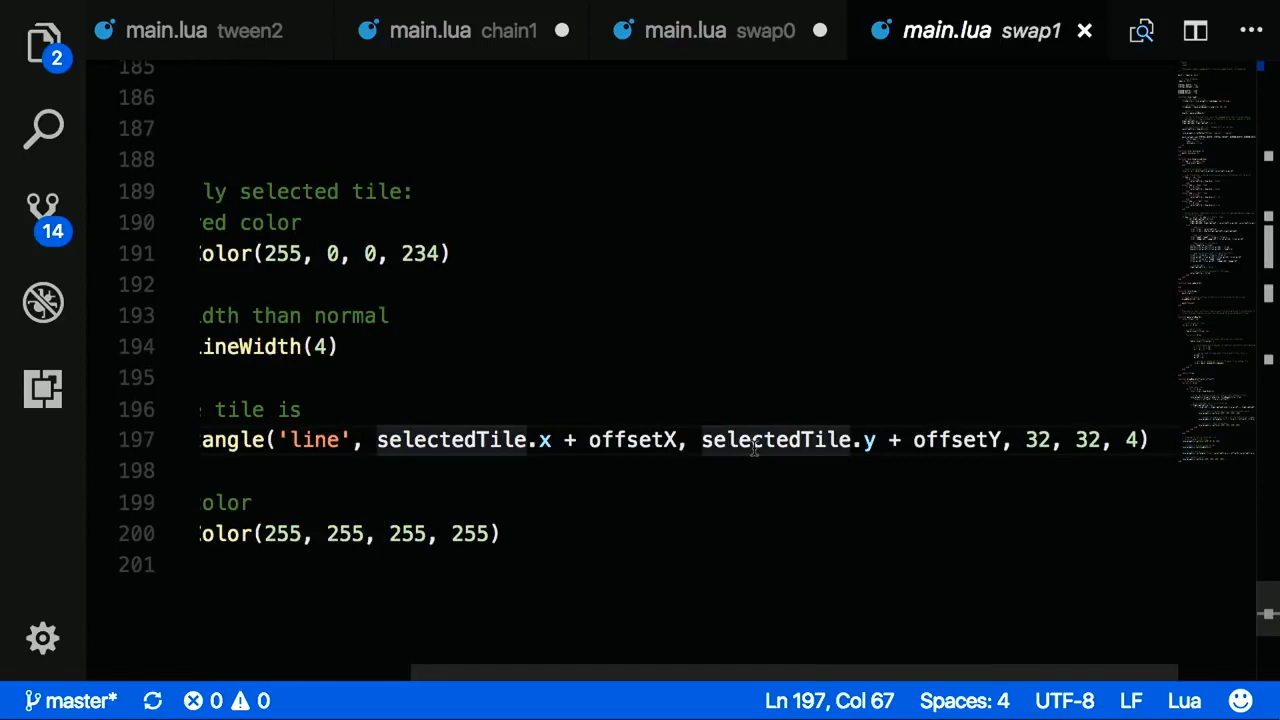 main.lua tween2 main.lua chain1 main.lua swap0 main.lua swap1
2
14
185
186
187
188
189 ly selected tile:
190 red color
191 olor(255, 0, 0, 234)
192
193 dth than normal
194 ineWidth(4)
195
196 tile is
197 angle('line', selectedTile.x + offsetX, selectedTile.y + offsetY, 32, 32, 4)
198
199 olor
200 olor(255, 255, 255, 255)
201
master* 0 0 Ln 197, Col 67 Spaces: 4 UTF-8 LF Lua